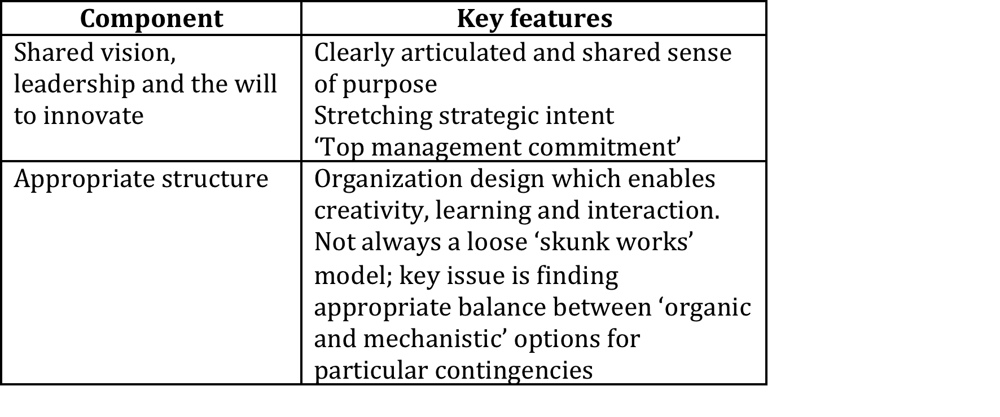 Component
Key features
Shared vision,
leadership and the will
to innovate
Clearly articulated and shared sense
of purpose
Stretching strategic intent
‘Top management commitment’
Appropriate structure
Organization design which enables
creativity, learning and interaction.
Not always a loose ‘skunk works’
model; key issue is finding
appropriate balance between ‘organic
and mechanistic’ options for
particular contingencies